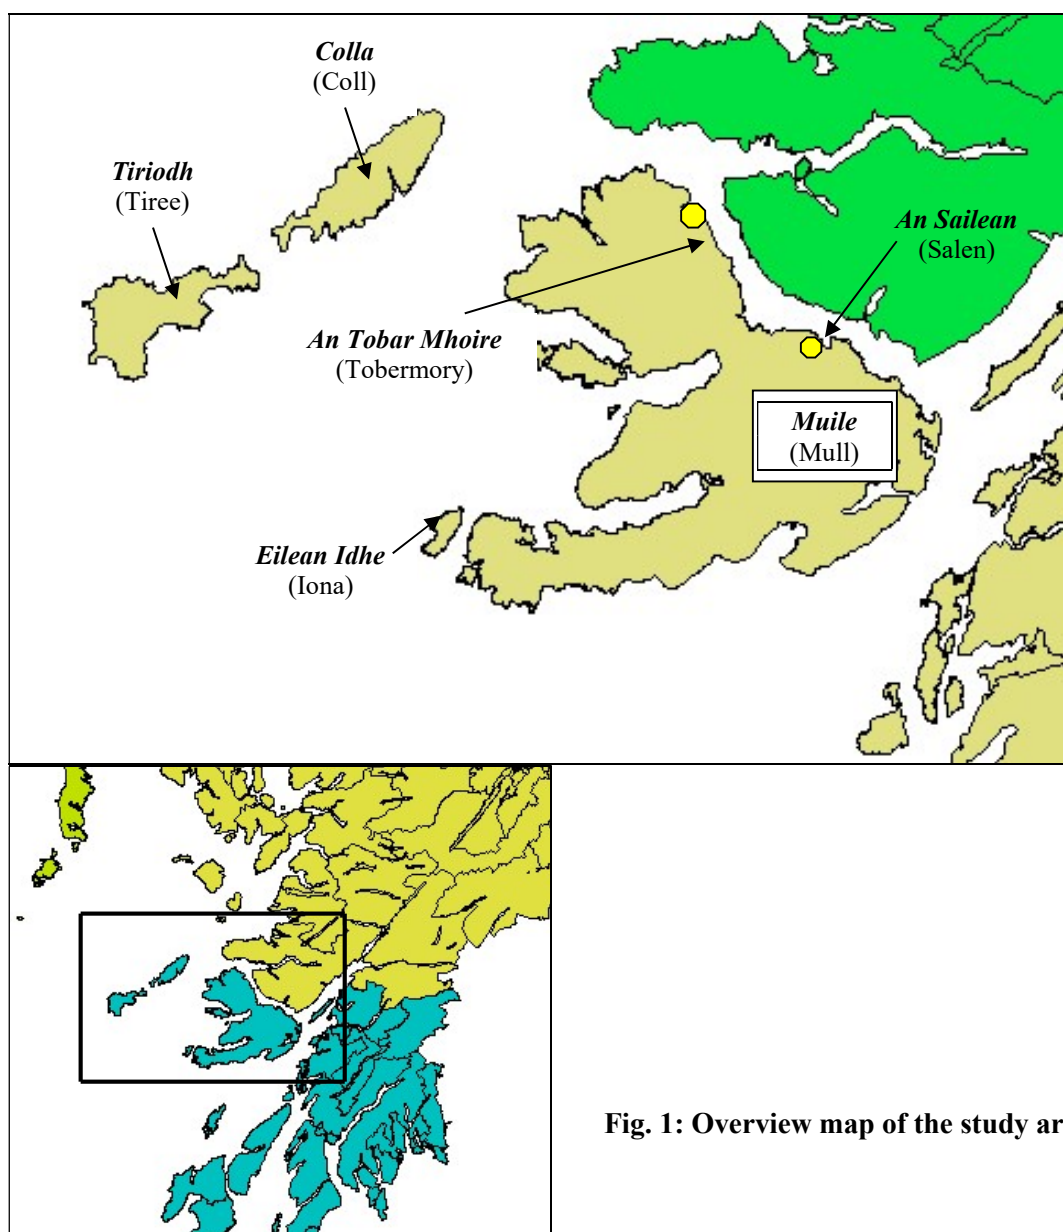 Colla
(Coll)
Tiriodh
(Tiree)
An Sailean
(Salen)
An Tobar Mhoire
(Tobermory)
Muile
(Mull)
Eilean Idhe
(Iona)
Fig. 1: Overview map of the study ar